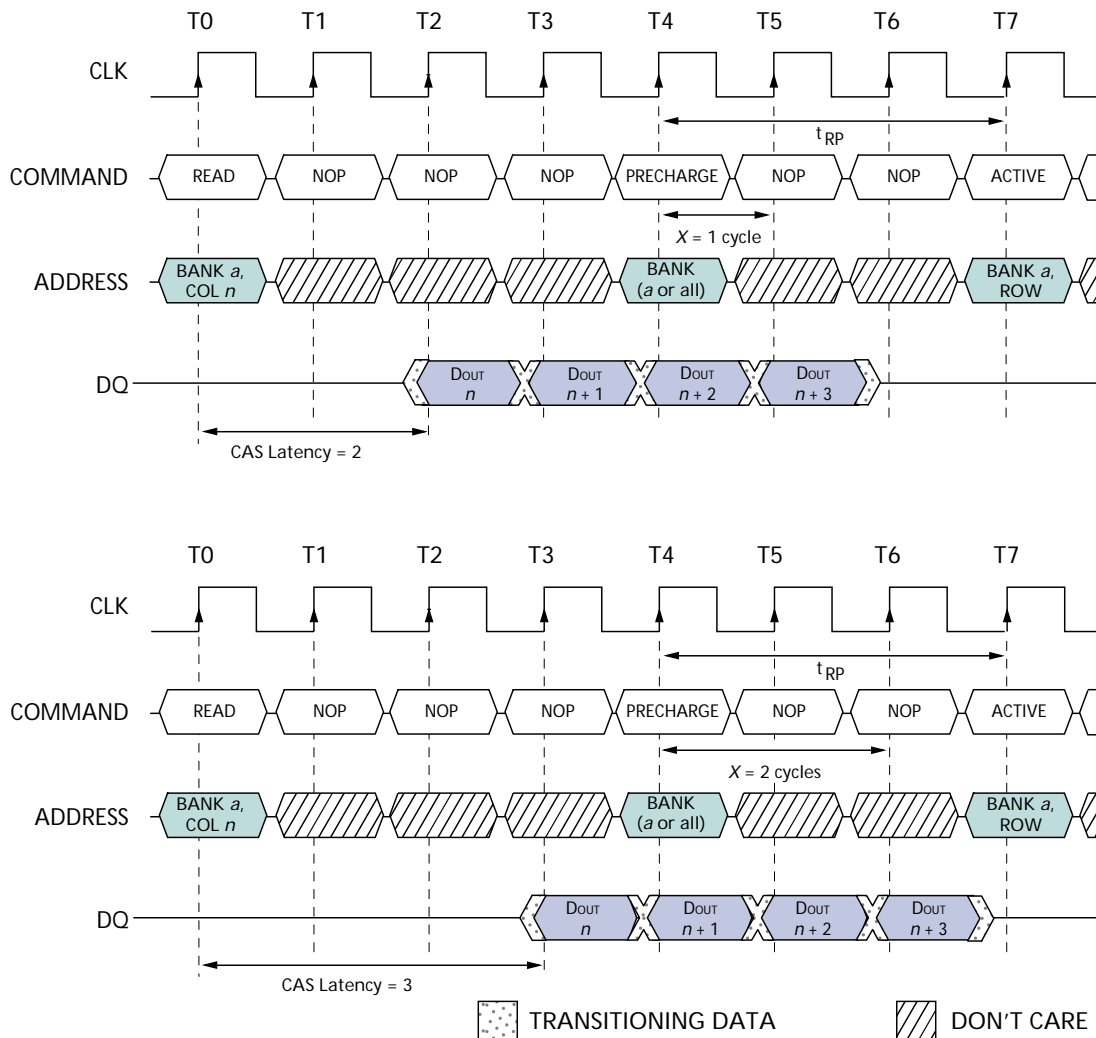 T0 T1 T2 T3 T4 T5 T6 T7
CLK
tRP
COMMAND READ NOP NOP NOP PRECHARGE NOP NOP ACTIVE
X = 1 cycle
ADDRESS BANK a, BANK BANK a,
COL n (a or all) ROW
DQ DOUT DOUT DOUT DOUT
n n + 1 n + 2 n + 3
CAS Latency = 2
T0 T1 T2 T3 T4 T5 T6 T7
CLK
tRP
COMMAND READ NOP NOP NOP PRECHARGE NOP NOP ACTIVE
X = 2 cycles
ADDRESS BANK a, BANK BANK a,
COL n (a or all) ROW
DQ DOUT DOUT DOUT DOUT
n n + 1 n + 2 n + 3
CAS Latency = 3
TRANSITIONING DATA DON'T CARE